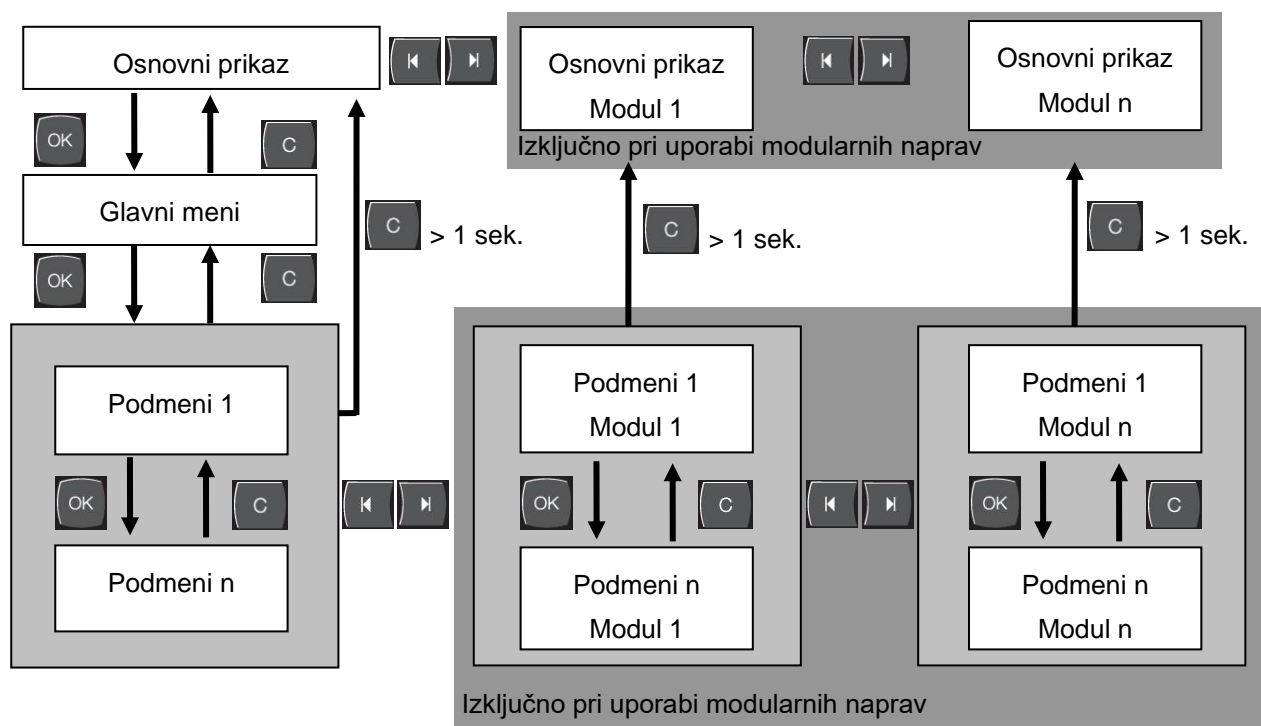 Osnovni prikaz
Osnovni prikaz
Modul 1
Osnovni prikaz
Modul n
Izključno pri uporabi modularnih naprav
OK
C
Glavni meni
C
> 1 sek.
C
> 1 sek.
C
> 1 sek.
OK
C
Podmeni 1
OK
C
Podmeni n
Podmeni 1
Modul 1
OK
C
Podmeni n
Modul 1
Podmeni 1
Modul n
OK
C
Podmeni n
Modul n
Izključno pri uporabi modularnih naprav